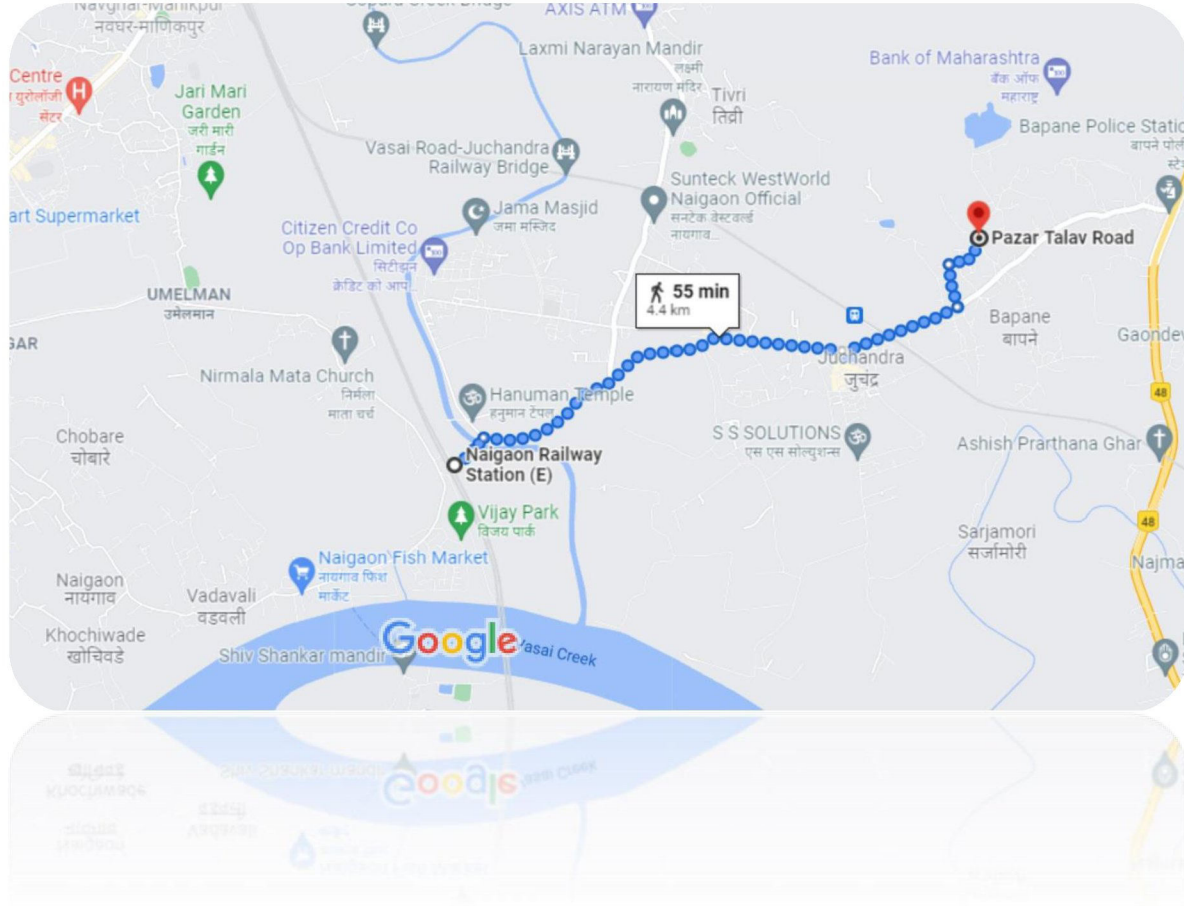 नवघर-माणिकपुर
AXIS ATM
Laxmi Narayan Mandir
लक्ष्मी
नारायण मंदिर
Bank of Maharashtra
बँक ऑफ
महाराष्ट्र
Centre
युरोलॉजी
सेंटर
Jari Mari
Garden
जरी मारी
गार्डन
Tivri
तिव्री
Bapane Police Static
बापने पोली
Vasai Road-Juchandra
Railway Bridge
Sunteck WestWorld
Naigaon Official
सनटेक वेस्टवर्ल्ड
नायगाव...
art Supermarket
Jama Masjid
जमा मस्जिद
Citizen Credit Co
Op Bank Limited
सिटीझन
क्रेडिट को आप...
Pazar Talav Road
UMELMAN
उमेलमान
55 min
4.4 km
Bapane
बापने
GAR
Gaondev
Juchandra
जुचंद्र
Nirmala Mata Church
निर्मला
माता चर्च
Hanuman Temple
हनुमान टेंपल
48
Chobare
चोबारे
S S SOLUTIONS
एस एस सोल्युशन्स
Ashish Prarthana Ghar
Naigaon Railway
Station (E)
Vijay Park
विजय पार्क
48
Sarjamori
सर्जामोरी
Naigaon Fish Market
नायगाव फिश
मार्केट
Najma
Naigaon
नायगाव
Vadavali
वडवली
Khochiwade
खोचिवडे
Google
Shiv Shankar mandir
Vasai Creek